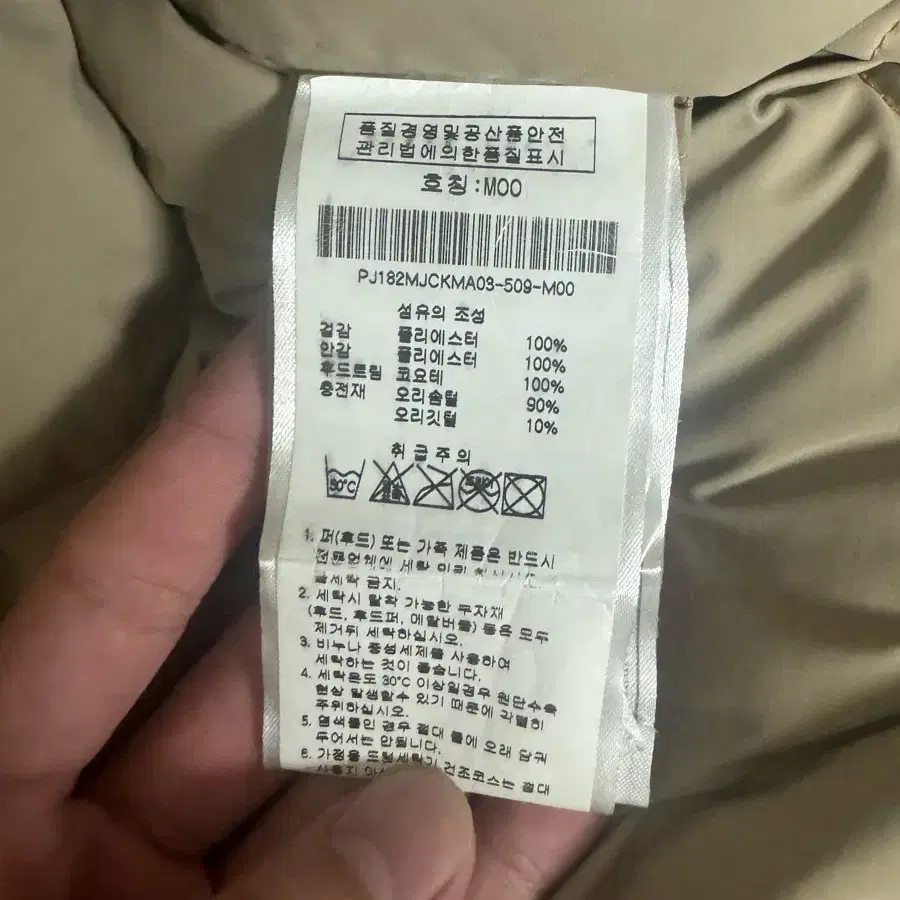 품질경영및공산품안전
관리법에의한품질표시
호칭:M00
PJ182MJCKMA03-509-M00
섬유의 조성
겉감 폴리에스터 100%
안감 폴리에스터 100%
후드트림 코요테 100%
충전재 오리솜털 90%
오리깃털 10%
취급주의
30°C
1. 퍼(후드) 또는 가죽 제품은 반드시
전문업체에 세탁
물세탁 금지.
2. 세탁시 탈착 가능한 부자재
(후드, 후드퍼, 메탈버클) 등은 모두
제거뒤 세탁하십시오.
3. 비누나 중성세제를 사용하여
세탁하는 것이 좋습니다.
4. 세탁온도 30°C 이상일경우 원단수축
현상 발생할수 있기 때문에 각별히
주위하십시오.
5. 염색물인 경우 절대 물에 오래 담궈
두어서는 안됩니다.
6. 가정용 드럼세탁기 건조코스는 절대